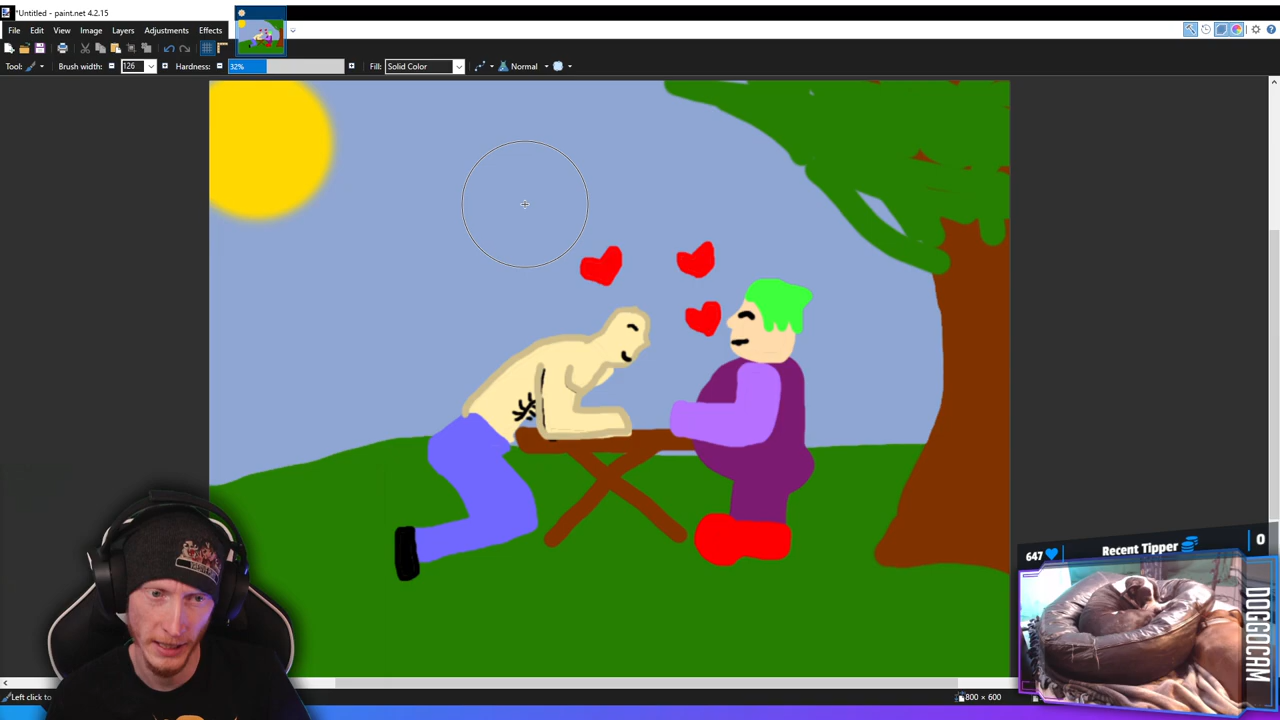 *Untitled - paint.net 4.2.15
File Edit View Image Layers Adjustments Effects
Tool: Brush width: 126 Hardness: 32% Fill: Solid Color Normal
647 Recent Tipper 0
DOGGOCAM
Left click to 800 × 600